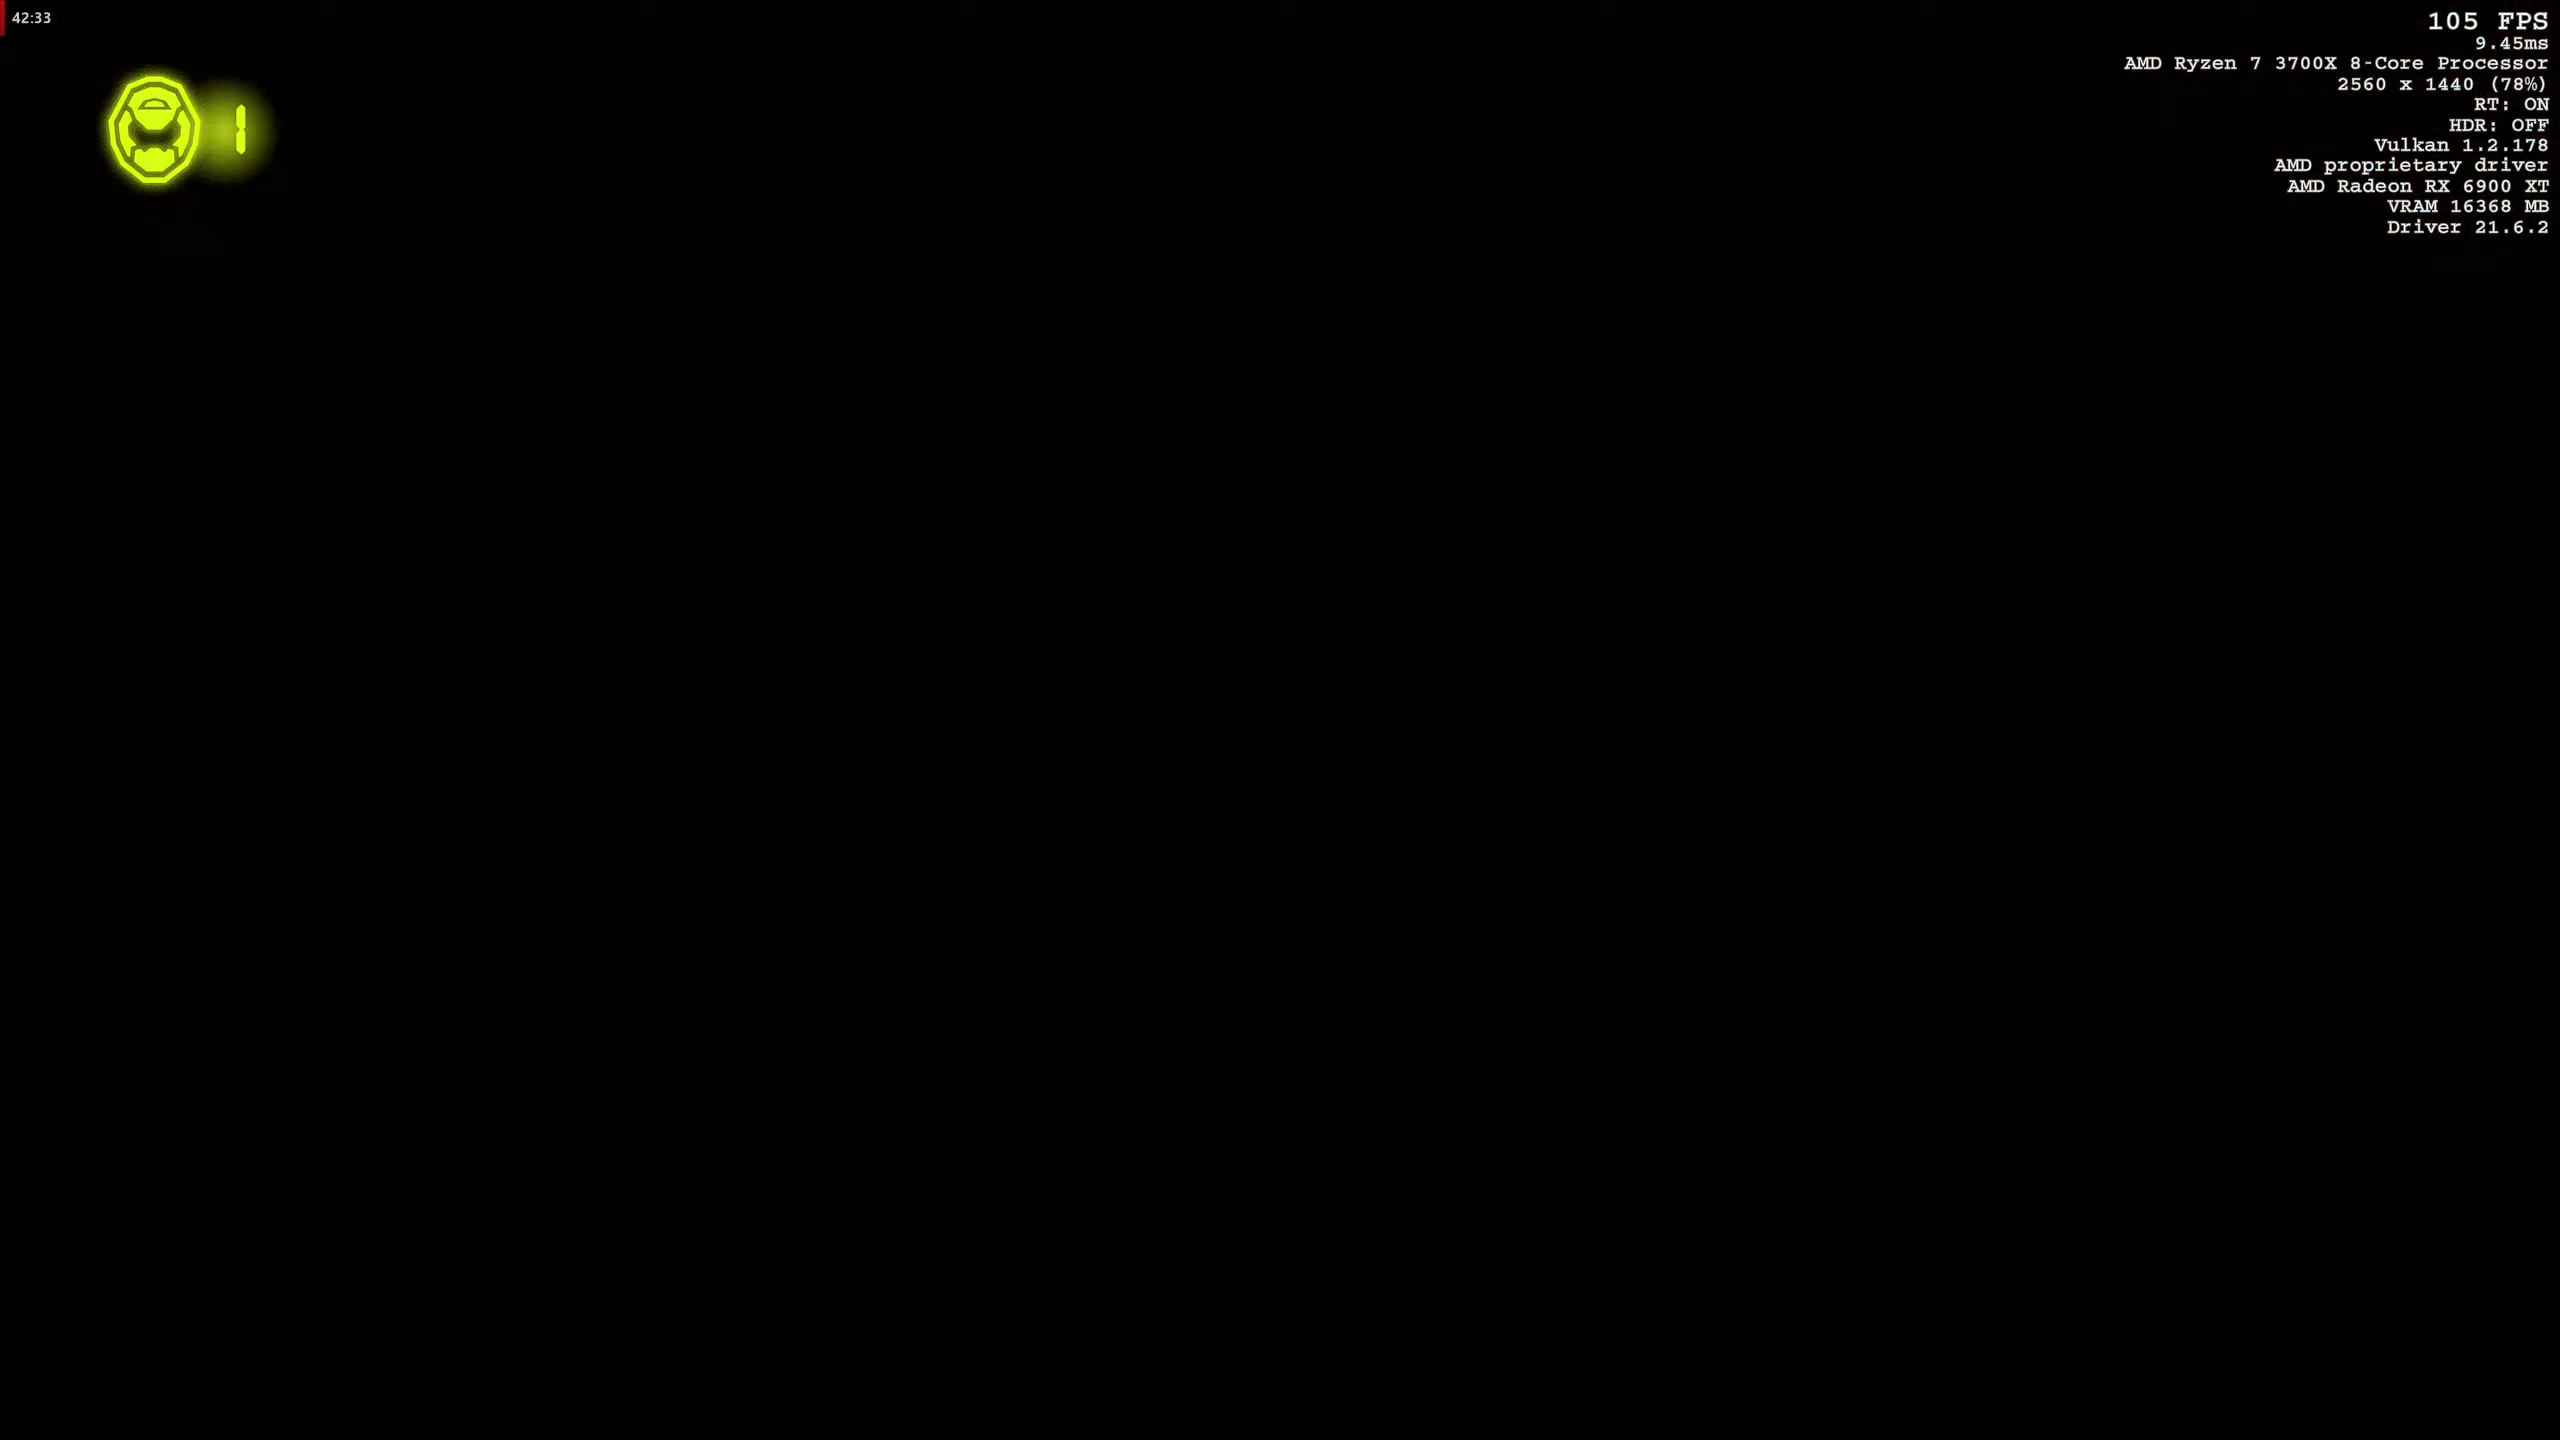 42:33
105 FPS
9.45ms
AMD Ryzen 7 3700X 8-Core Processor
2560 x 1440 (78%)
RT: ON
HDR: OFF
Vulkan 1.2.178
AMD proprietary driver
AMD Radeon RX 6900 XT
VRAM 16368 MB
Driver 21.6.2
1